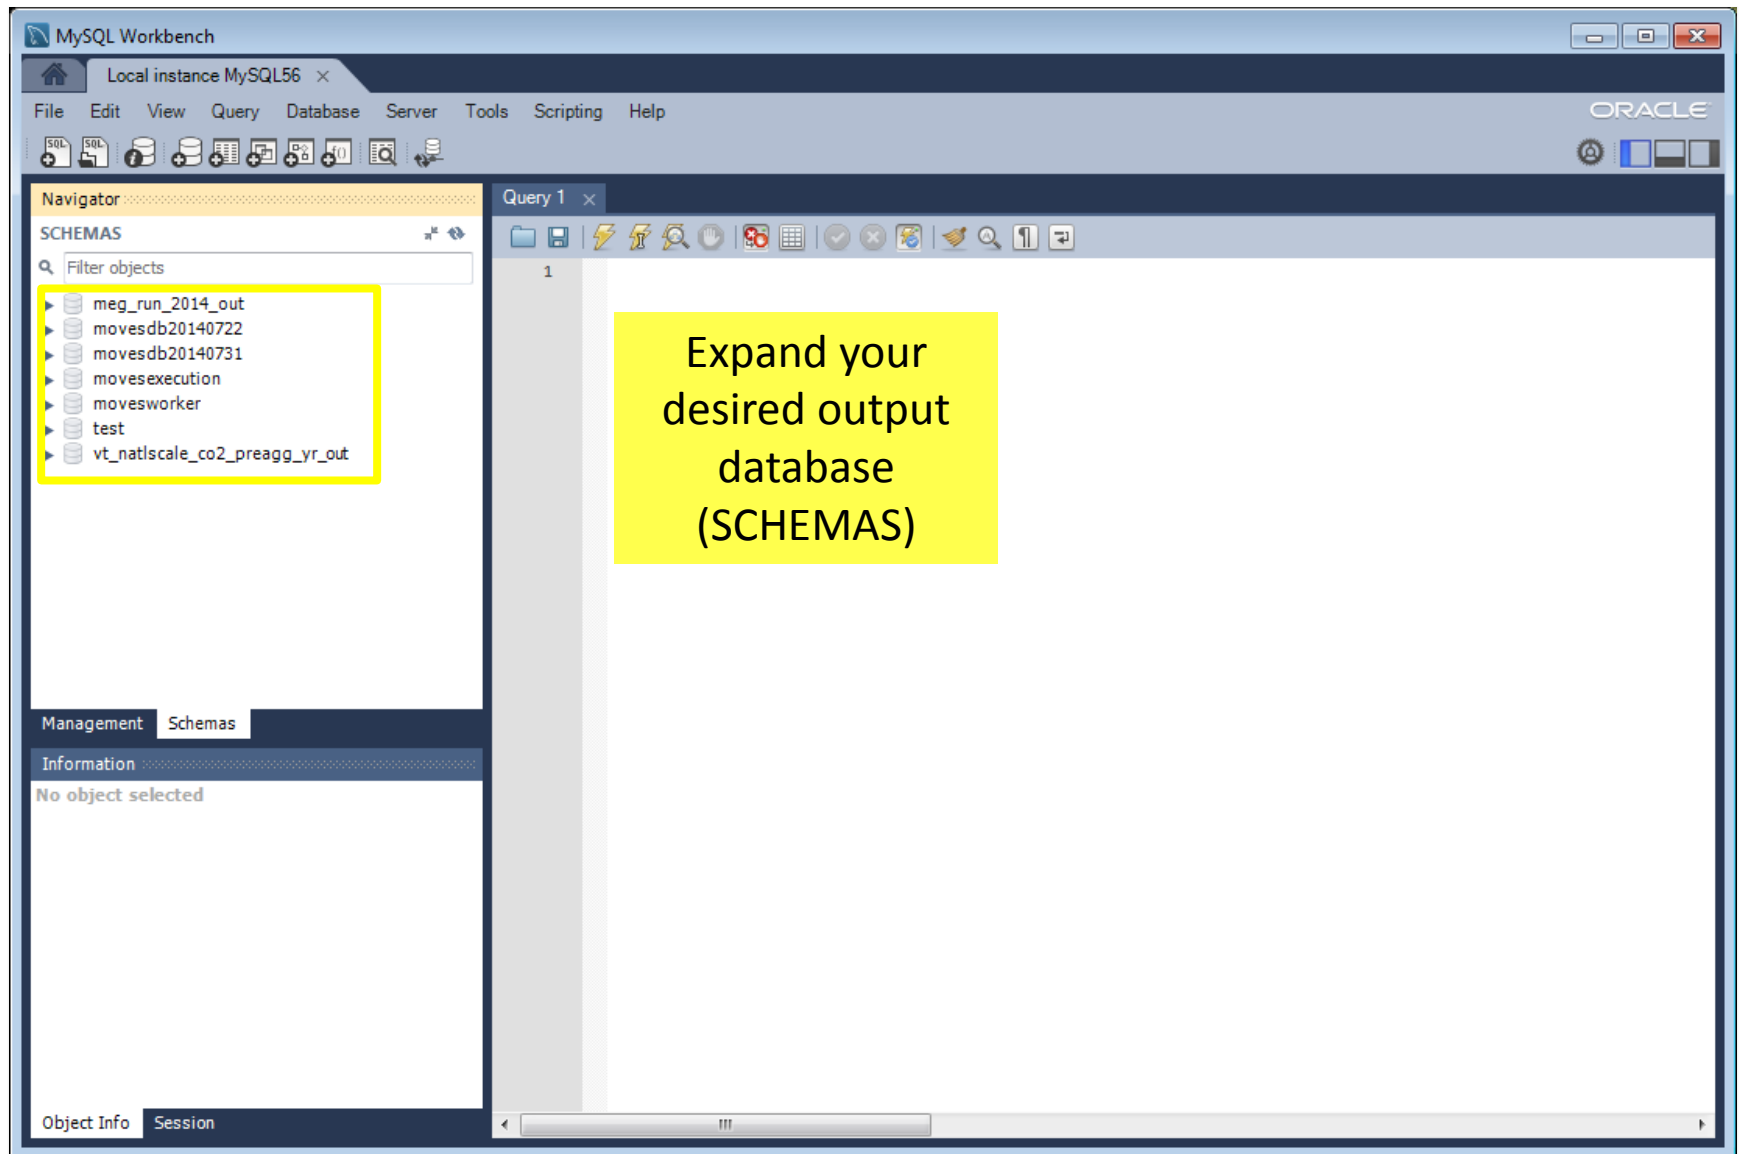 MySQL Workbench
Local instance MySQL56
File Edit View Query Database Server Tools Scripting Help
ORACLE
SQL SQL
Navigator
SCHEMAS
Filter objects
meg_run_2014_out
movesdb20140722
movesdb20140731
movesexecution
movesworker
test
vt_natlscale_co2_preagg_yr_out
Management Schemas
Information
No object selected
Object Info Session
Query 1
1
Expand your
desired output
database
(SCHEMAS)